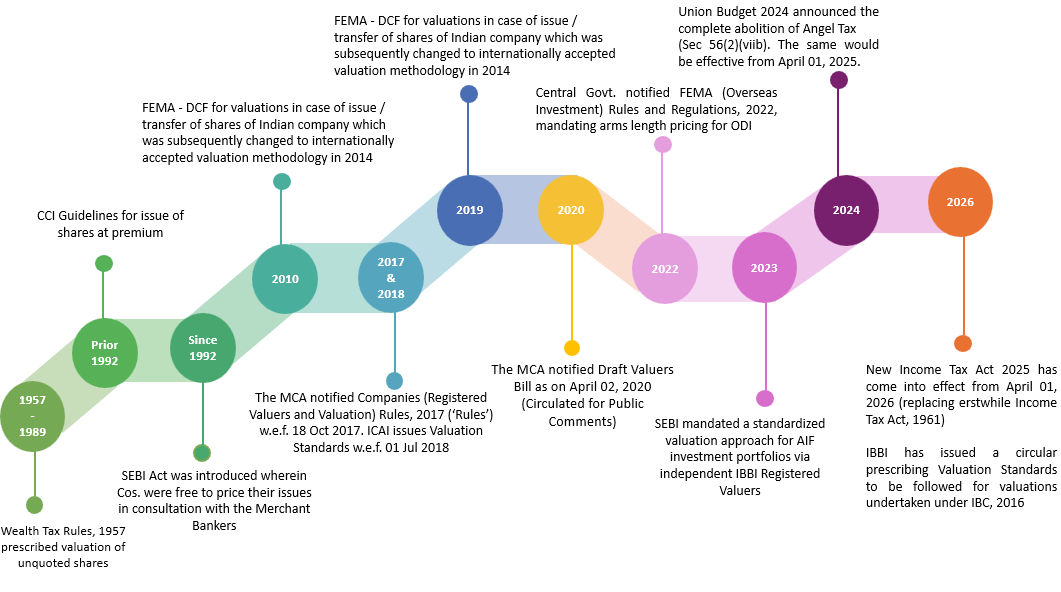 1957
-
1989
Wealth Tax Rules, 1957
prescribed valuation of
unquoted shares
CCI Guidelines for issue of
shares at premium
Prior
1992
Since
1992
SEBI Act was introduced wherein
Cos. were free to price their issues
in consultation with the Merchant
Bankers
FEMA - DCF for valuations in case of issue /
transfer of shares of Indian company which
was subsequently changed to internationally
accepted valuation methodology in 2014
2010
2017
&
2018
The MCA notified Companies (Registered
Valuers and Valuation) Rules, 2017 (‘Rules’)
w.e.f. 18 Oct 2017. ICAI issues Valuation
Standards w.e.f. 01 Jul 2018
FEMA - DCF for valuations in case of issue /
transfer of shares of Indian company which was
subsequently changed to internationally accepted
valuation methodology in 2014
2019
2020
The MCA notified Draft Valuers
Bill as on April 02, 2020
(Circulated for Public
Comments)
Central Govt. notified FEMA (Overseas
Investment) Rules and Regulations, 2022,
mandating arms length pricing for ODI
2022
2023
SEBI mandated a standardized
valuation approach for AIF
investment portfolios via
independent IBBI Registered
Valuers
Union Budget 2024 announced the
complete abolition of Angel Tax
(Sec 56(2)(viib). The same would
be effective from April 01, 2025.
2024
2026
New Income Tax Act 2025 has
come into effect from April 01,
2026 (replacing erstwhile Income
Tax Act, 1961)
IBBI has issued a circular
prescribing Valuation Standards
to be followed for valuations
undertaken under IBC, 2016